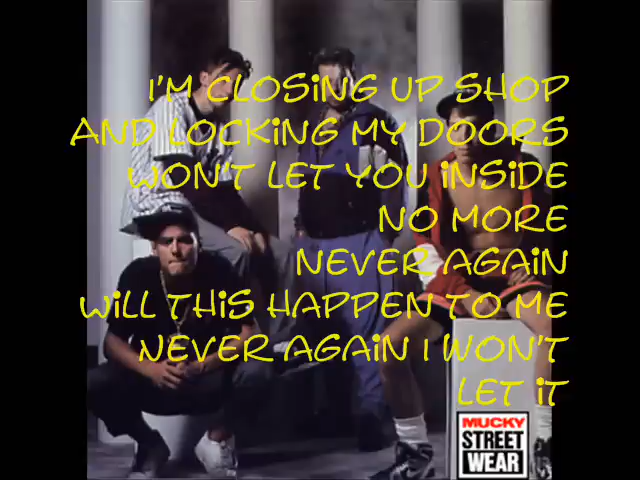 I'M CLOSING UP SHOP
AND LOCKING MY DOORS
WON'T LET YOU INSIDE
NO MORE
NEVER AGAIN
WILL THIS HAPPEN TO ME
NEVER AGAIN I WON'T
LET IT
MUCKY
STREET
WEAR